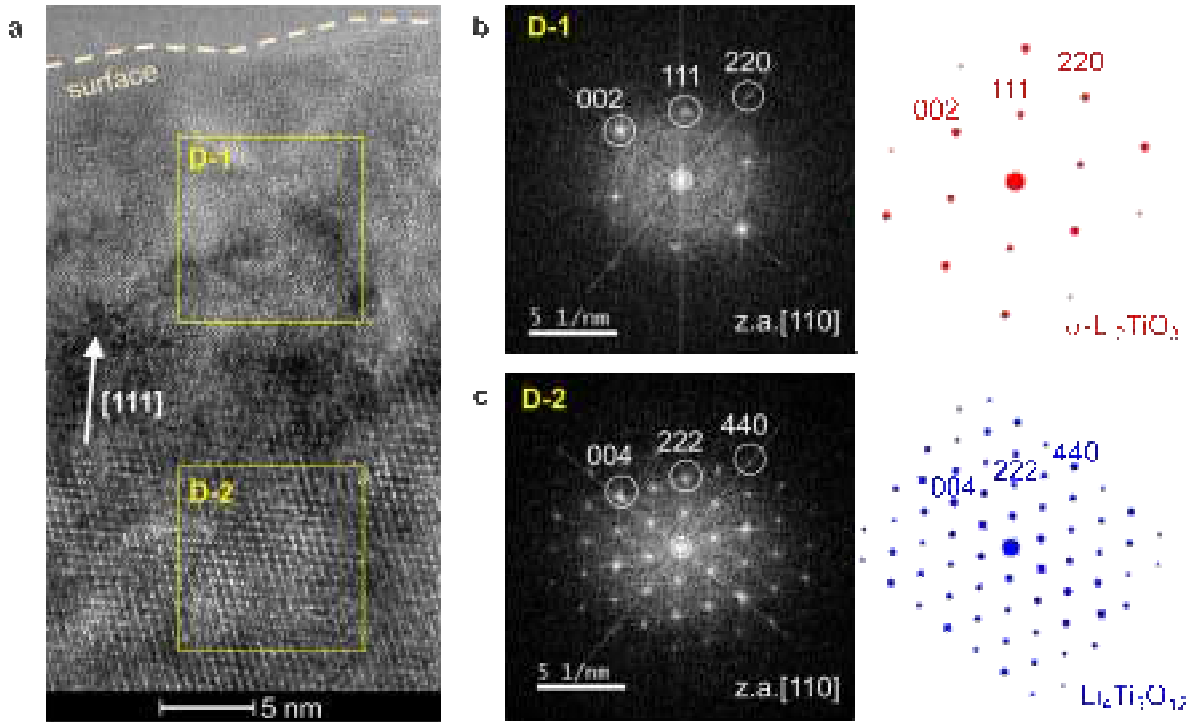 a
surface
D-1
[111]
D-2
5 nm
b
D-1
002
111
220
5 1/nm
z.a.[110]
002
111
220
c
D-2
004
222
440
5 1/nm
z.a.[110]
004
222
440